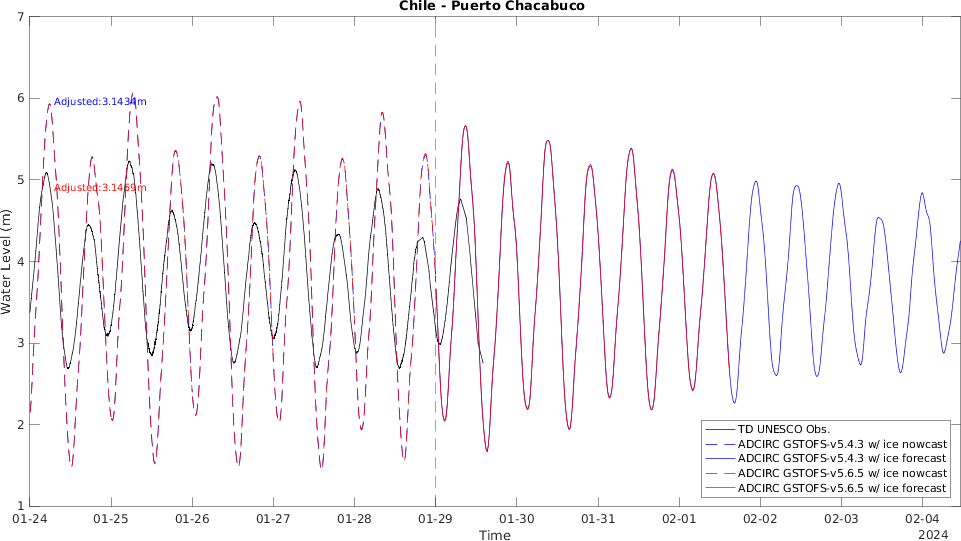 Chile - Puerto Chacabuco
7
6
5
4
3
2
1
Water Level (m)
Adjusted:3.1434m
Adjusted:3.1469m
TD UNESCO Obs.
ADCIRC GSTOFS-v5.4.3 w/ ice nowcast
ADCIRC GSTOFS-v5.4.3 w/ ice forecast
ADCIRC GSTOFS-v5.6.5 w/ ice nowcast
ADCIRC GSTOFS-v5.6.5 w/ ice forecast
01-24 01-25 01-26 01-27 01-28 01-29 01-30 01-31 02-01 02-02 02-03 02-04
Time
2024